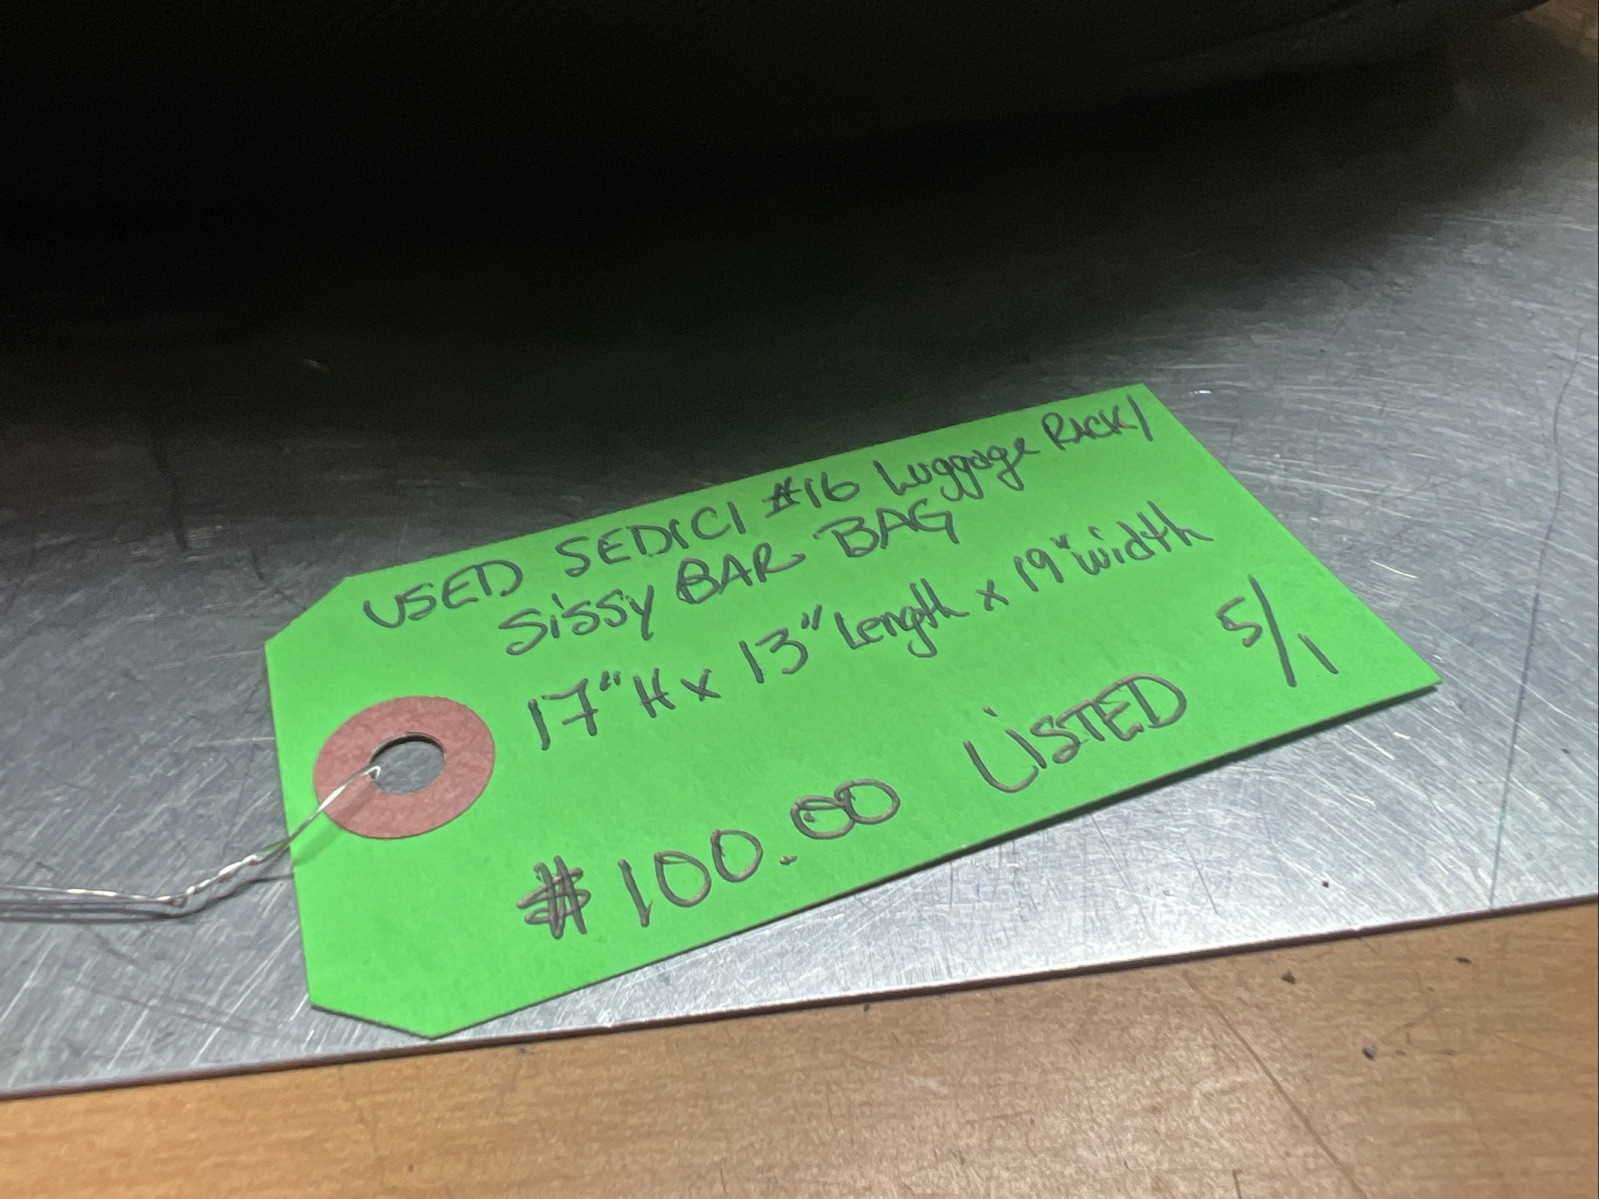 USED SEDICI #16 Luggage Rack/
Sissy BAR BAG
17" H x 13" Length x 19" width
$100.00 LiSTED 5/1